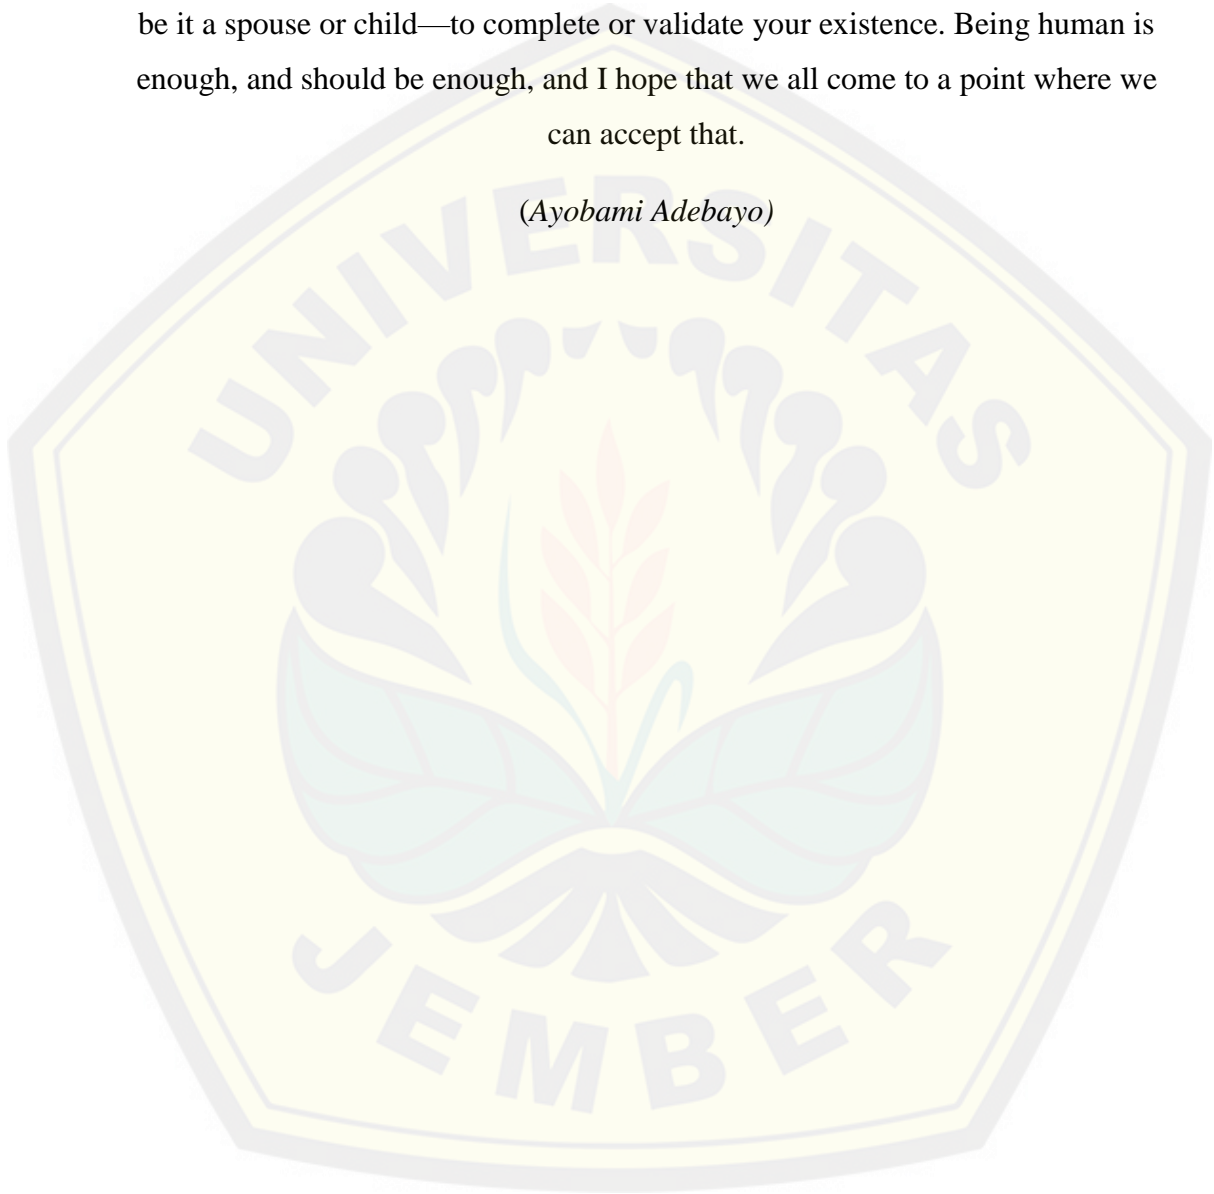 be it a spouse or child—to complete or validate your existence. Being human is
enough, and should be enough, and I hope that we all come to a point where we
can accept that.
(Ayobami Adebayo)
UNIVERSITAS
JEMBER